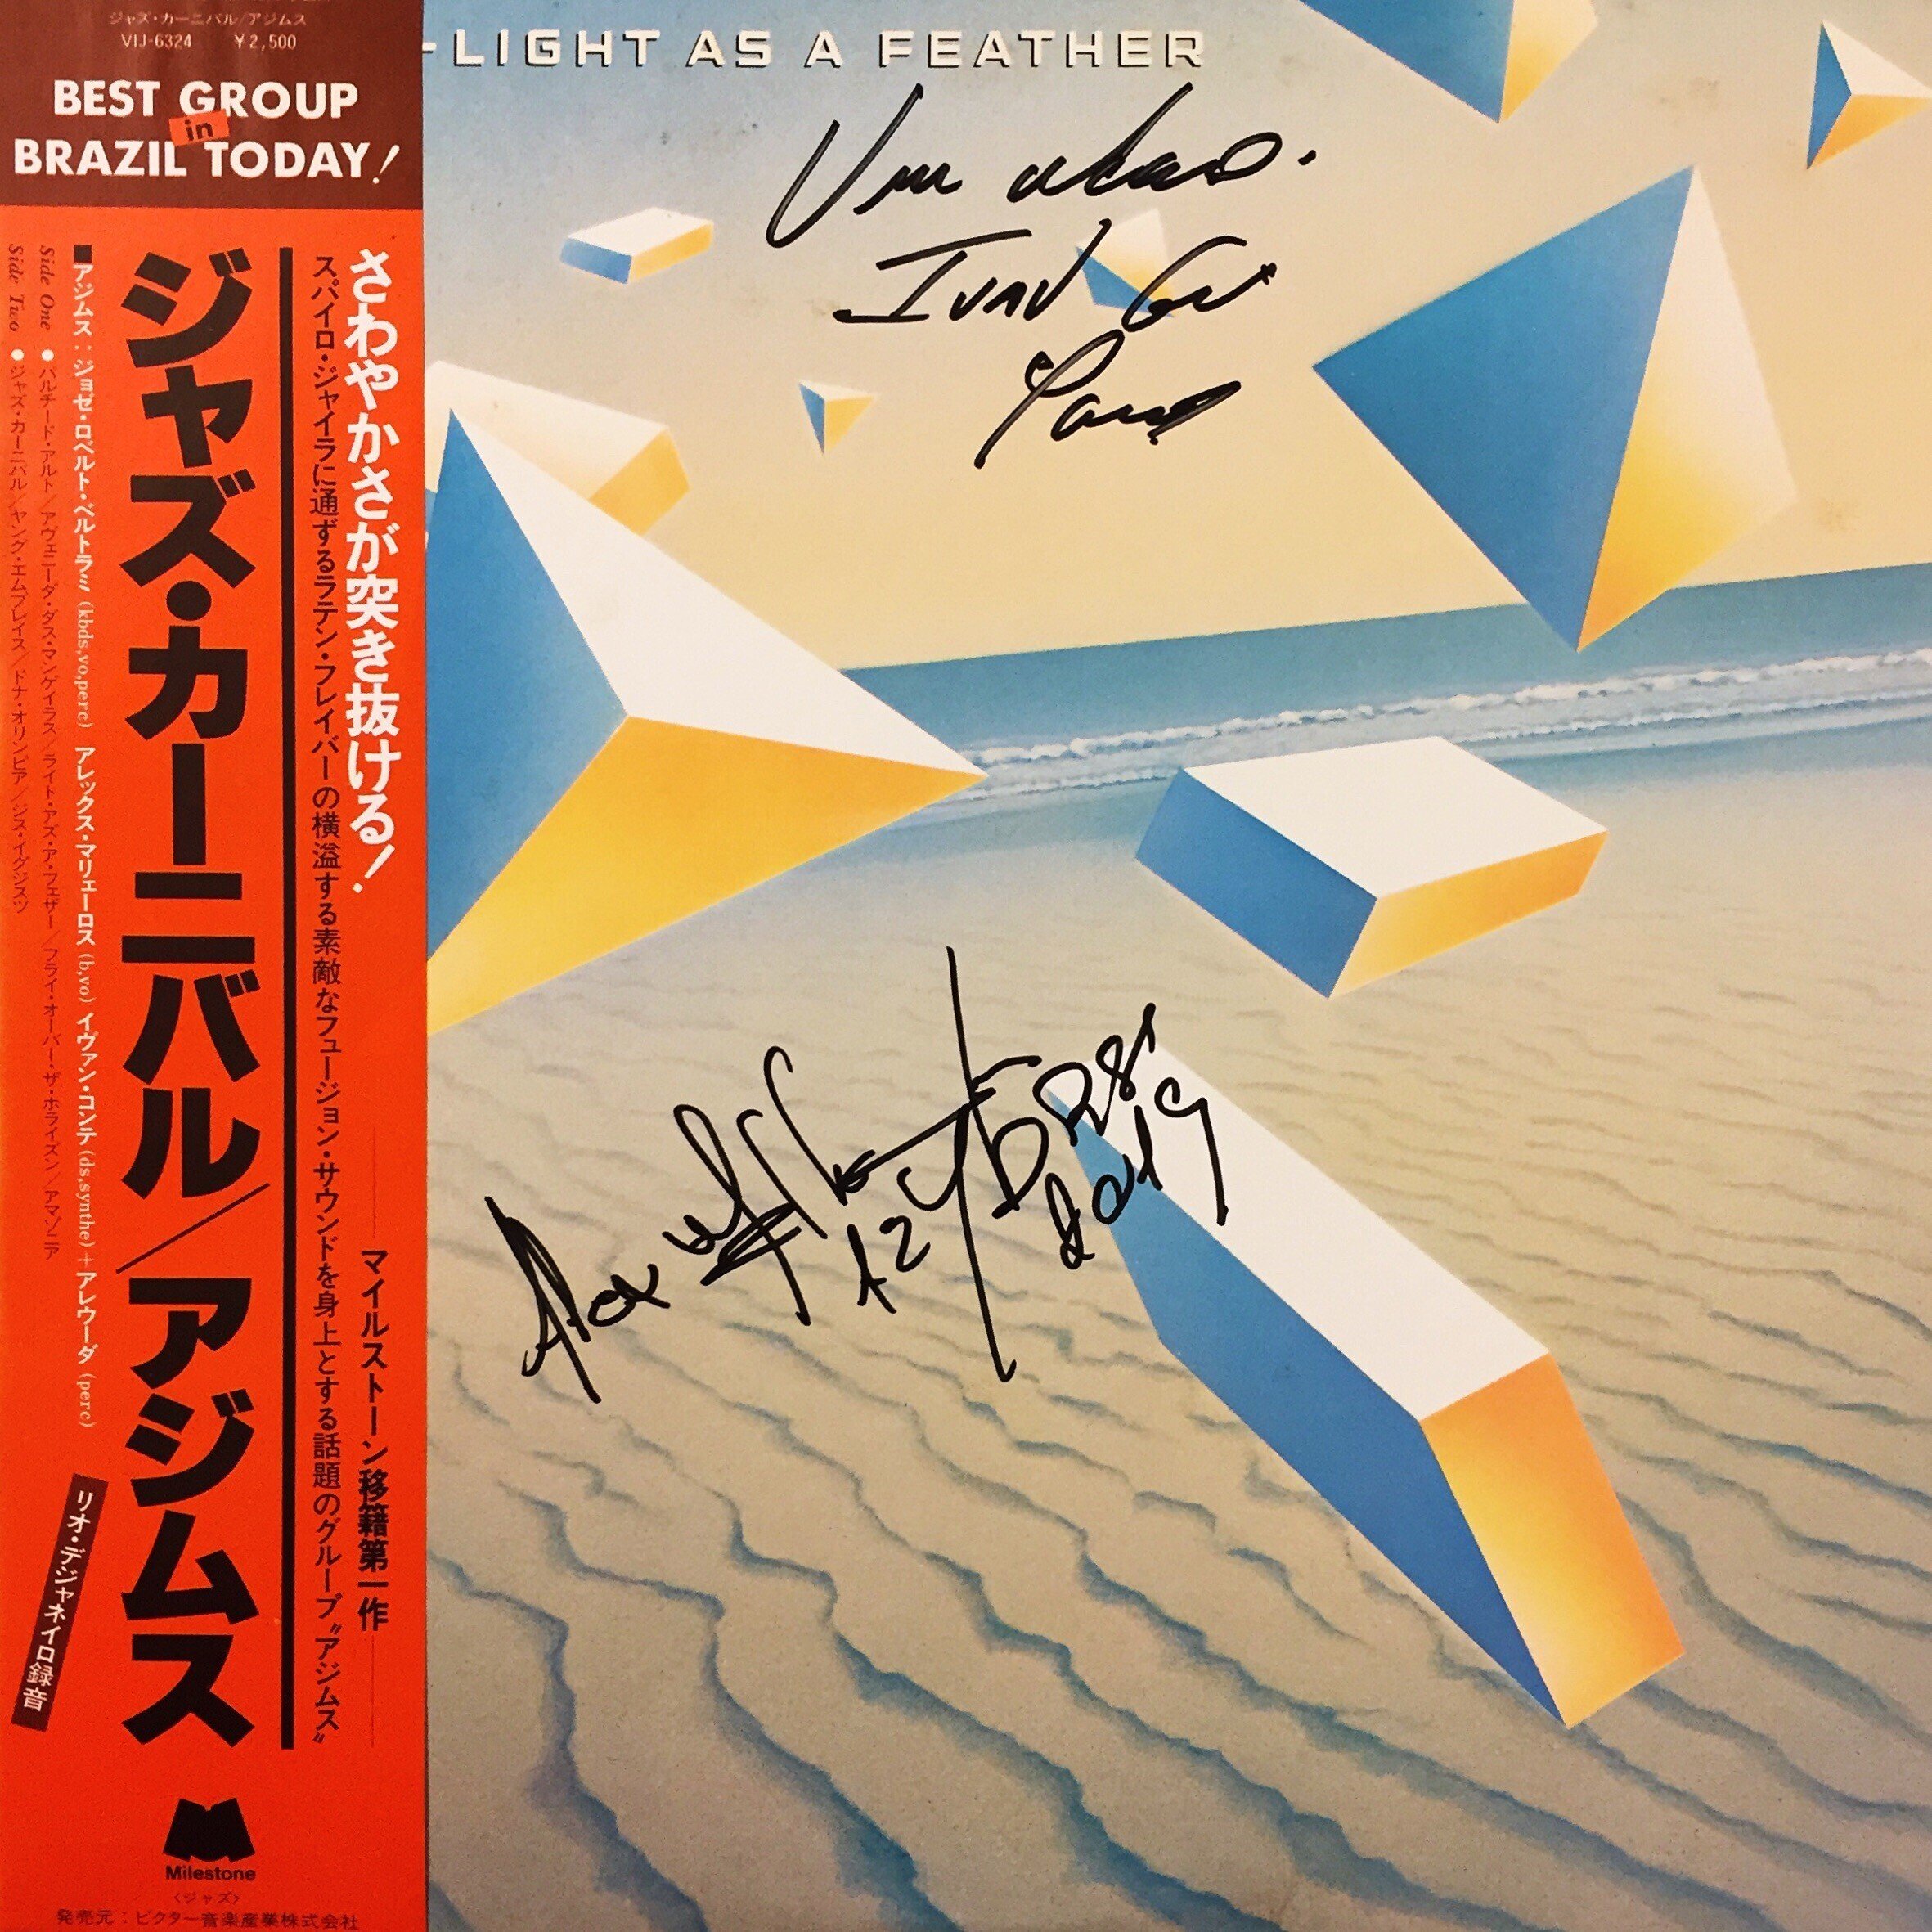 ジャズ・カーニバル/アジムス
VIJ-6324 ¥2,500
BEST GROUP
in
BRAZIL TODAY!
-LIGHT AS A FEATHER
さわやかさが突き抜ける!
スパイロ・ジャイラに通ずるラテン・フレイバーの横溢する素敵なフュージョン・サウンドを身上とする話題のグループ"アジムス"
マイルストーン移籍第一作
ジャズ・カーニバル/アジムス
■アジムス:ジョゼ・ロベルト・ベルトラミ (kbds,vo,perc) アレックス・マリェーロス (b,vo) イヴァン・コンテ (ds,synthe)+アレウーダ (perc)
Side One ●パルチード・アルト/アヴェニーダ・ダス・マンゲイラス/ライト・アズ・ア・フェザー/フライ・オーバー・ザ・ホライズン/アマゾニア
Side Two ●ジャズ・カーニバル/ヤング・エムブレイス/ドナ・オリンピア/ジス・イグジスツ
リオ・デジャネイロ録音
Milestone
〈ジャズ〉
発売元:ビクター音楽産業株式会社
IVAN
Alex
2019